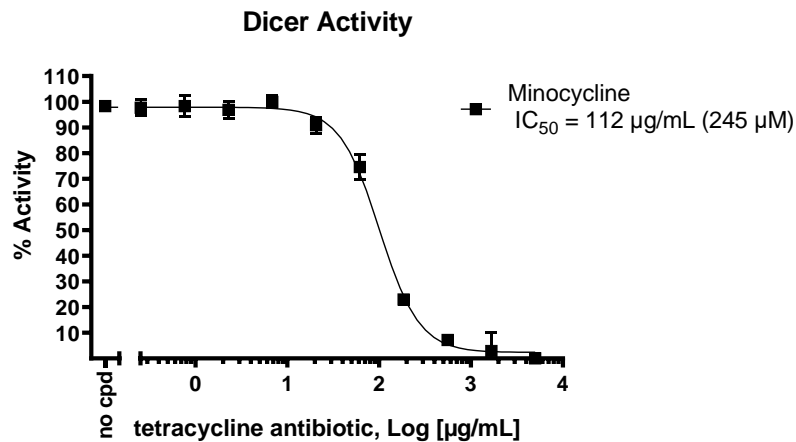 Dicer Activity
110
100
90
80
70
60
50
40
30
20
10
% Activity
Minocycline
IC50 = 112 µg/mL (245 µM)
no cpd
0 1 2 3 4
tetracycline antibiotic, Log [µg/mL]